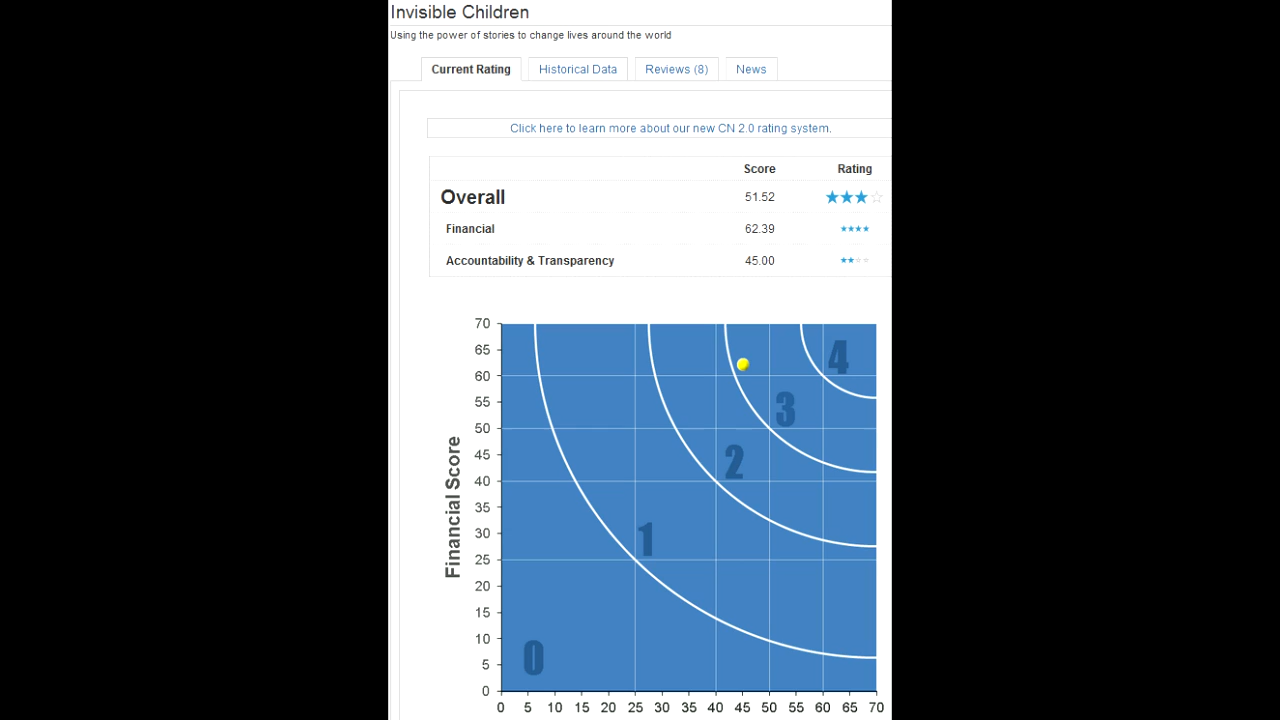 Invisible Children
Using the power of stories to change lives around the world
Current Rating Historical Data Reviews (8) News
Click here to learn more about our new CN 2.0 rating system.
Score Rating
Overall 51.52
Financial 62.39
Accountability & Transparency 45.00
Financial Score
70
65
60
55
50
45
40
35
30
25
20
15
10
5
0
4
3
2
1
0
0 5 10 15 20 25 30 35 40 45 50 55 60 65 70